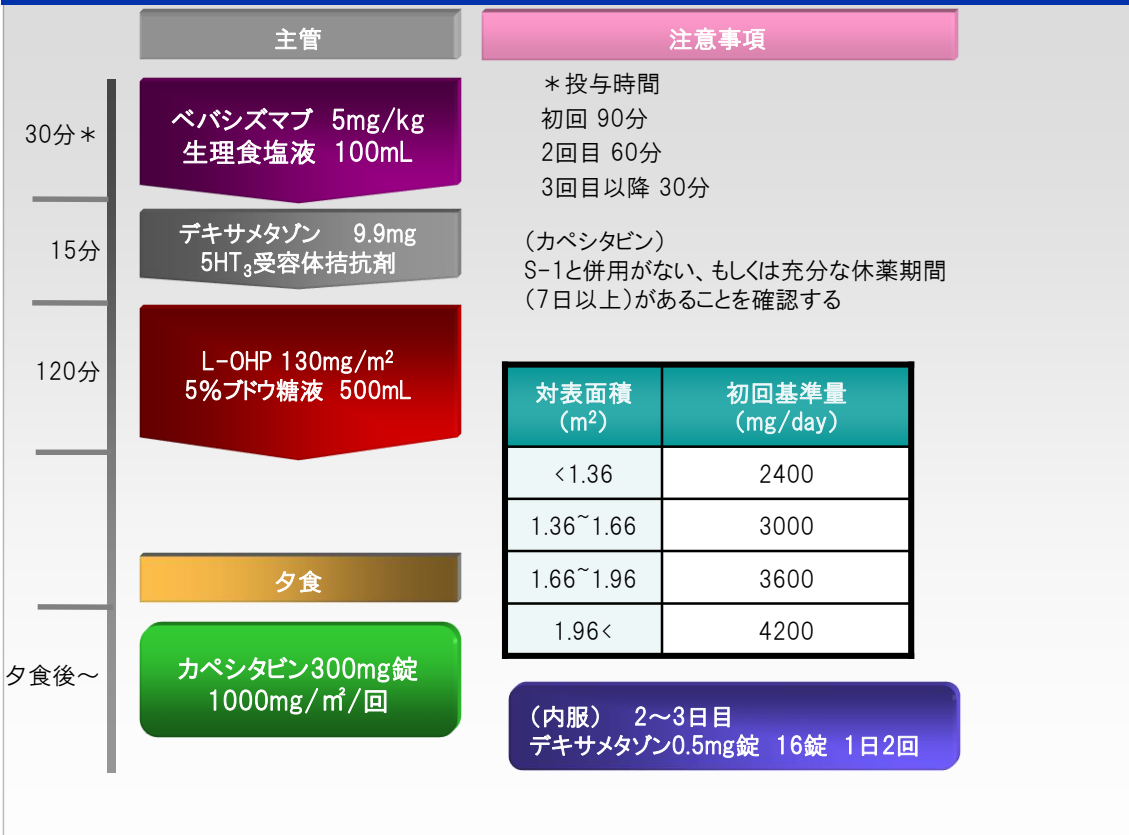 主管
30分＊
ベバシズマブ 5mg/kg
生理食塩液 100mL
15分
デキサメタゾン 9.9mg
5HT₃受容体拮抗剤
120分
L-OHP 130mg/m²
5%ブドウ糖液 500mL
夕食
夕食後～
カペシタビン300mg錠
1000mg/㎡/回
注意事項
＊投与時間
初回 90分
2回目 60分
3回目以降 30分
（カペシタビン）
S-1と併用がない、もしくは充分な休薬期間
（7日以上）があることを確認する
対表面積 初回基準量
（m²） （mg/day）
<1.36 2400
1.36~1.66 3000
1.66~1.96 3600
1.96< 4200
（内服） 2～3日目
デキサメタゾン0.5mg錠 16錠 1日2回